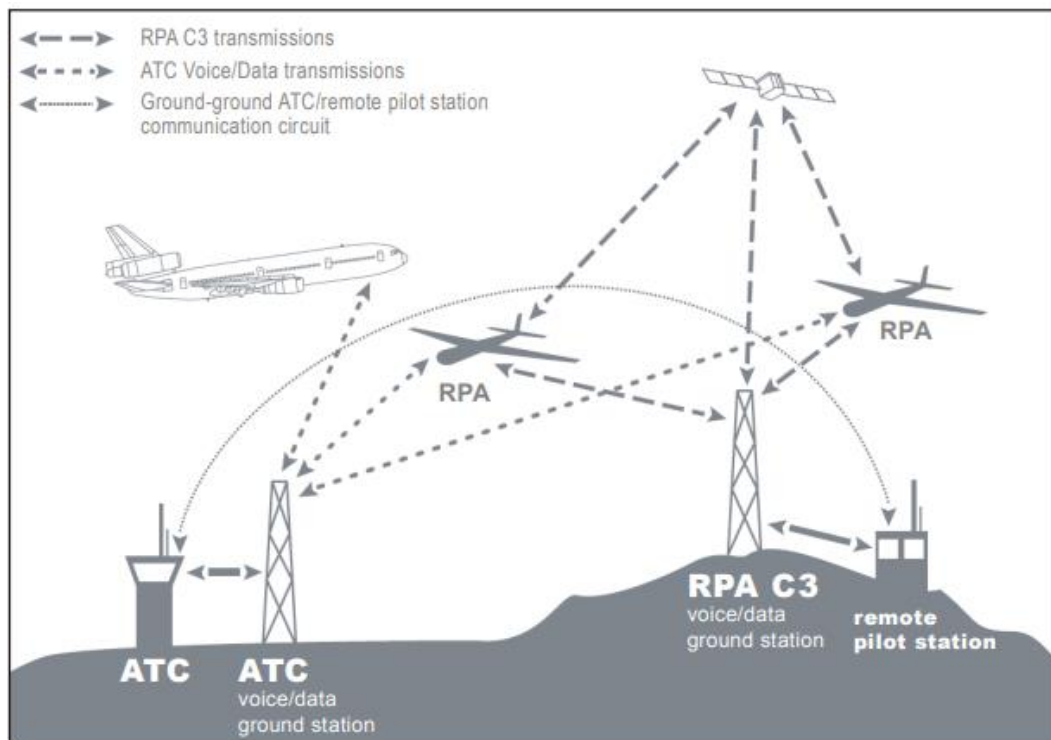 RPA C3 transmissions
ATC Voice/Data transmissions
Ground-ground ATC/remote pilot station
communication circuit
RPA
RPA
RPA C3
voice/data
ground station
remote
pilot station
ATC
ATC
voice/data
ground station